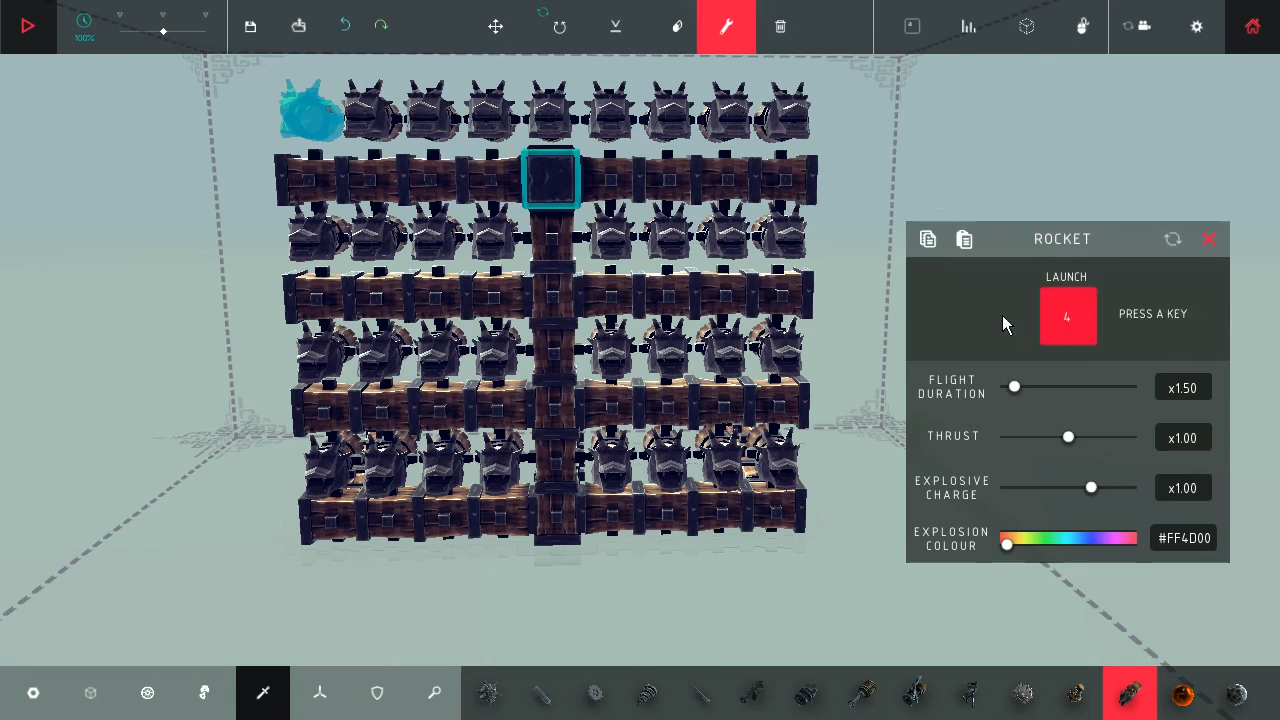 100%
ROCKET
LAUNCH
4
PRESS A KEY
FLIGHT
DURATION
x1.50
THRUST
x1.00
EXPLOSIVE
CHARGE
x1.00
EXPLOSION
COLOUR
#FF4D00